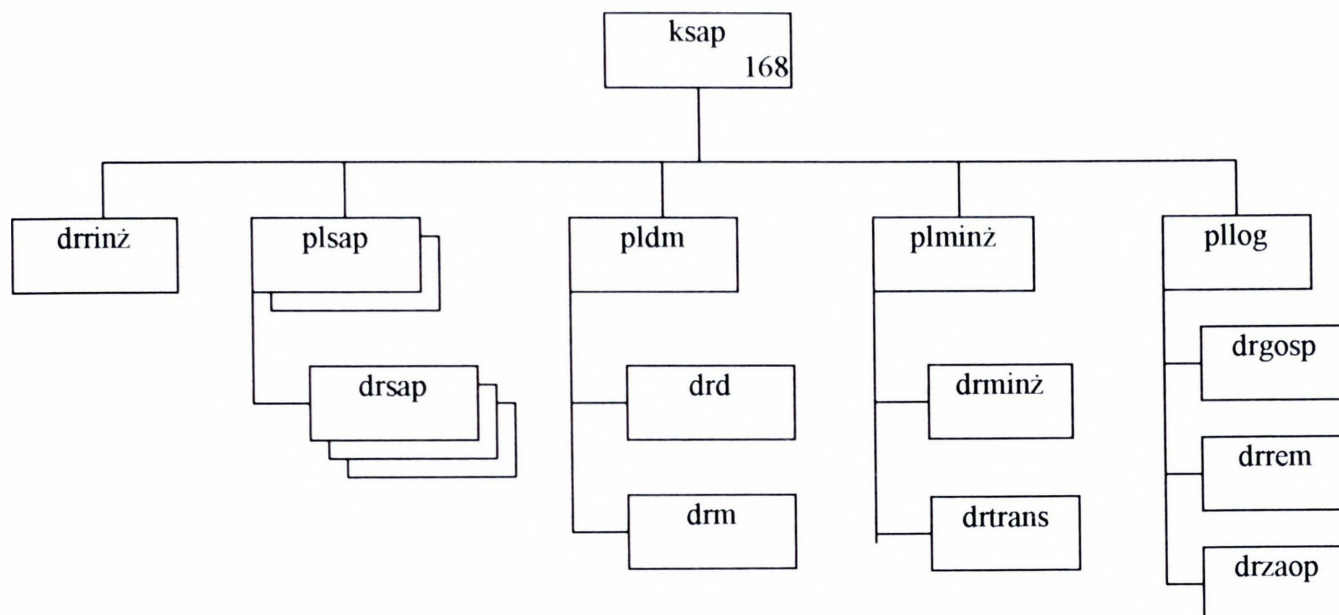 ksap
168
drrinż
plsap
pldm
plminż
pllog
drsap
drd
drminż
drgosp
drrem
drm
drtrans
drzaop